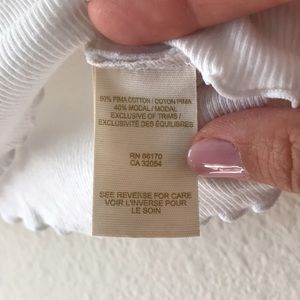 60% PIMA COTTON / COTON PIMA
40% MODAL / MODAL
EXCLUSIVE OF TRIMS /
EXCLUSIVITÉ DES ÉQUILIBRES
RN 66170
CA 32054
SEE REVERSE FOR CARE
VOIR L'INVERSE POUR
LE SOIN